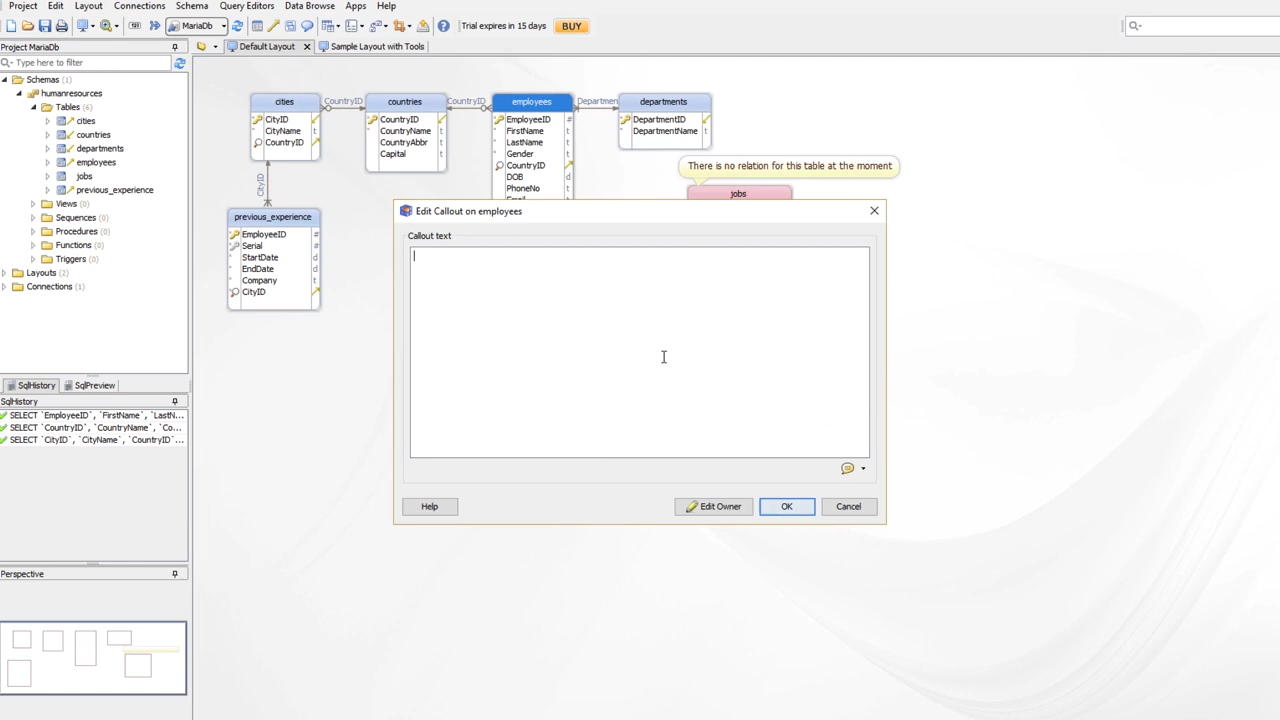 Project Edit Layout Connections Schema Query Editors Data Browse Apps Help
MariaDb Trial expires in 15 days BUY
Project MariaDb
Default Layout Sample Layout with Tools
Type here to filter
Schemas (1)
humanresources
Tables (6)
cities
countries
departments
employees
jobs
previous_experience
Views (0)
Sequences (0)
Procedures (0)
Functions (0)
Triggers (0)
Layouts (2)
Connections (1)
SqlHistory SqlPreview
SqlHistory
SELECT `EmployeeID`, `FirstName`, `LastN...
SELECT `CountryID`, `CountryName`, `Co...
SELECT `CityID`, `CityName`, `CountryID`...
Perspective
cities
CityID
CityName t
CountryID
CountryID
countries
CountryID
CountryName t
CountryAbbr t
Capital t
CountryID
employees
EmployeeID #
FirstName t
LastName t
Gender t
CountryID
DOB d
PhoneNo t
Departmen
departments
DepartmentID
DepartmentName t
There is no relation for this table at the moment
jobs
CityID
previous_experience
EmployeeID #
Serial #
StartDate d
EndDate d
Company t
CityID
Edit Callout on employees
Callout text
Help Edit Owner OK Cancel